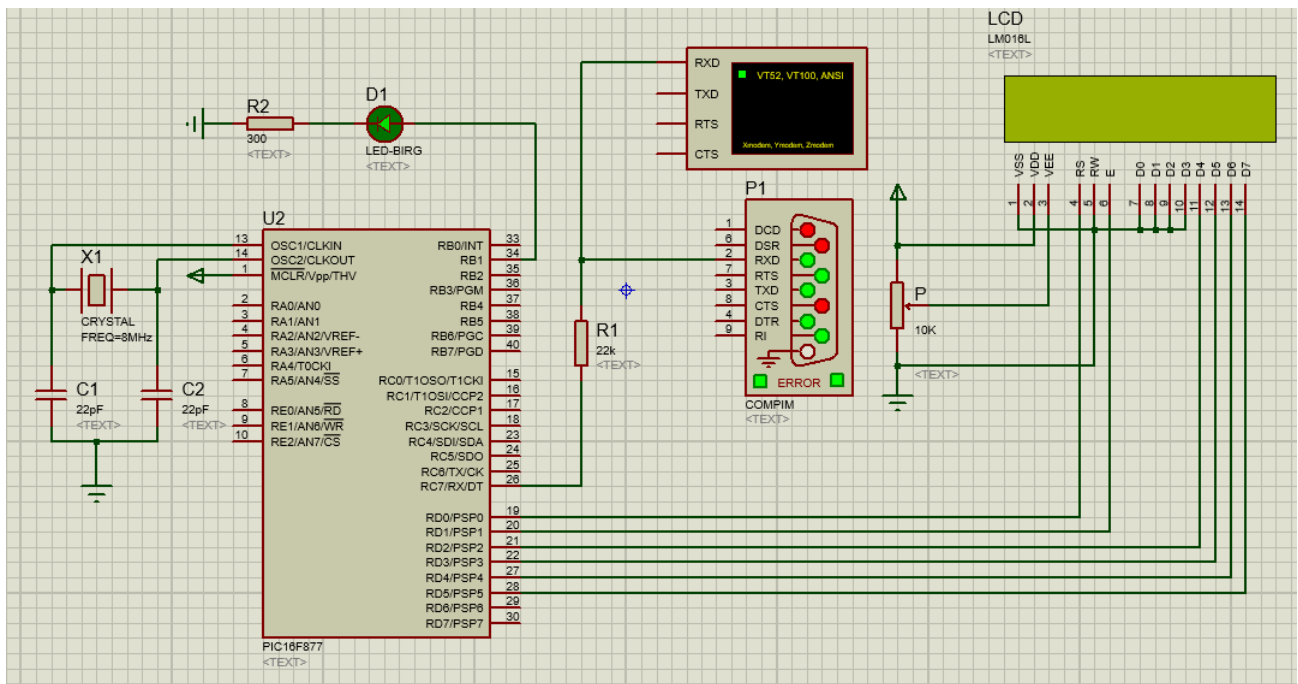 LCD
LM016L
<TEXT>
VSS
VDD
VEE
RS
RW
E
D0
D1
D2
D3
D4
D5
D6
D7
1
2
3
4
5
6
7
8
9
10
11
12
13
14
RXD
TXD
RTS
CTS
VT52, VT100, ANSI
Xmodem, Ymodem, Zmodem
R2
300
<TEXT>
D1
LED-BIRG
<TEXT>
P1
1 DCD
6 DSR
2 RXD
7 RTS
3 TXD
8 CTS
4 DTR
9 RI
ERROR
COMPIM
<TEXT>
P
10K
<TEXT>
R1
22k
<TEXT>
X1
CRYSTAL
FREQ=8MHz
C1
22pF
<TEXT>
C2
22pF
<TEXT>
U2
13 OSC1/CLKIN
14 OSC2/CLKOUT
1 MCLR/Vpp/THV
2 RA0/AN0
3 RA1/AN1
4 RA2/AN2/VREF-
5 RA3/AN3/VREF+
6 RA4/T0CKI
7 RA5/AN4/SS
8 RE0/AN5/RD
9 RE1/AN6/WR
10 RE2/AN7/CS
RB0/INT 33
RB1 34
RB2 35
RB3/PGM 36
RB4 37
RB5 38
RB6/PGC 39
RB7/PGD 40
RC0/T1OSO/T1CKI 15
RC1/T1OSI/CCP2 16
RC2/CCP1 17
RC3/SCK/SCL 18
RC4/SDI/SDA 23
RC5/SDO 24
RC6/TX/CK 25
RC7/RX/DT 26
RD0/PSP0 19
RD1/PSP1 20
RD2/PSP2 21
RD3/PSP3 22
RD4/PSP4 27
RD5/PSP5 28
RD6/PSP6 29
RD7/PSP7 30
PIC16F877
<TEXT>